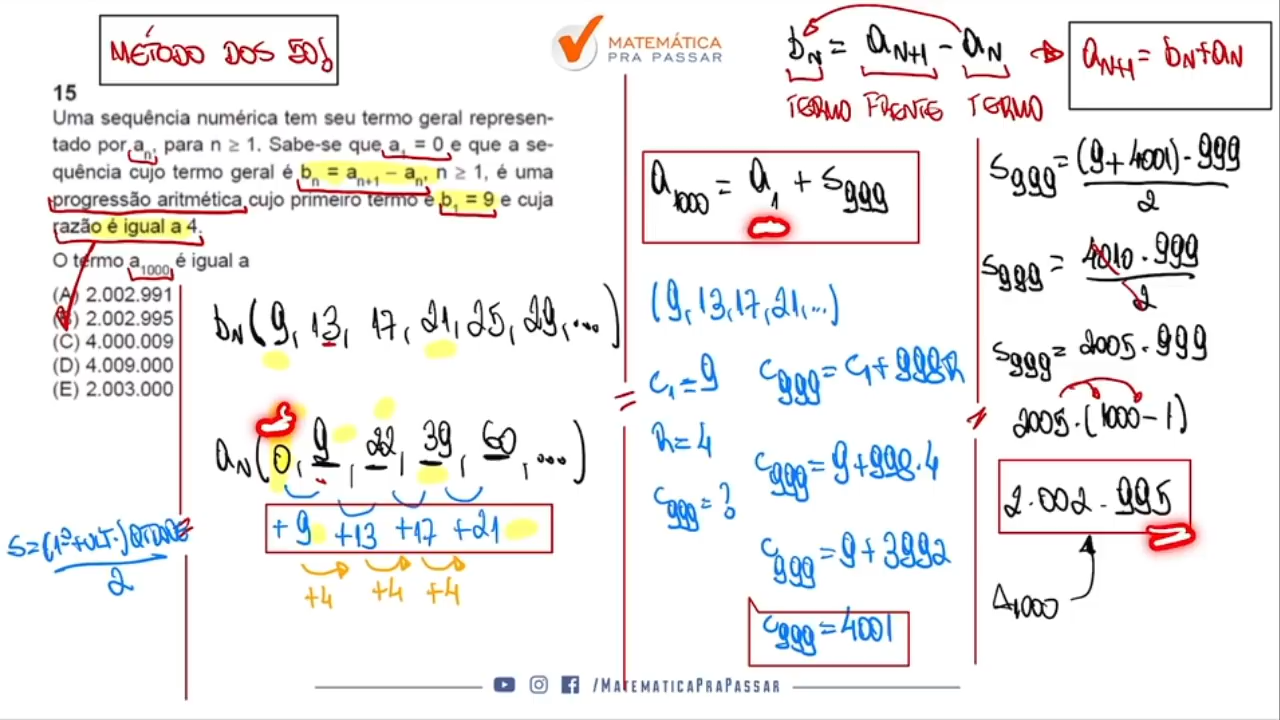 MÉTODO DOS 50%
MATEMÁTICA
PRA PASSAR
15
Uma sequência numérica tem seu termo geral represen-
tado por aₙ, para n ≥ 1. Sabe-se que a₁ = 0 e que a se-
quência cujo termo geral é bₙ = aₙ₊₁ – aₙ, n ≥ 1, é uma
progressão aritmética cujo primeiro termo é b₁ = 9 e cuja
razão é igual a 4.
O termo a₁₀₀₀ é igual a
(A) 2.002.991
(B) 2.002.995
(C) 4.000.009
(D) 4.009.000
(E) 2.003.000
bN (9, 13, 17, 21, 25, 29, ...)
aN (0, 9, 22, 39, 60, ...)
+9 +13 +17 +21
+4 +4 +4
S = (1º + ÚLT.) QTDADE
2
bN = aN+1 - aN → aN+1 = bN + aN
TERMO FRENTE TERMO
a1000 = a1 + S999
(9, 13, 17, 21, ...)
C1 = 9
R = 4
C999 = ?
C999 = C1 + 998R
C999 = 9 + 998.4
C999 = 9 + 3992
C999 = 4001
S999 = (9 + 4001) · 999
2
S999 = 4010 · 999
2
S999 = 2005 · 999
2005 · (1000 - 1)
2.002.995
A1000
/MATEMATICAPRAPASSAR